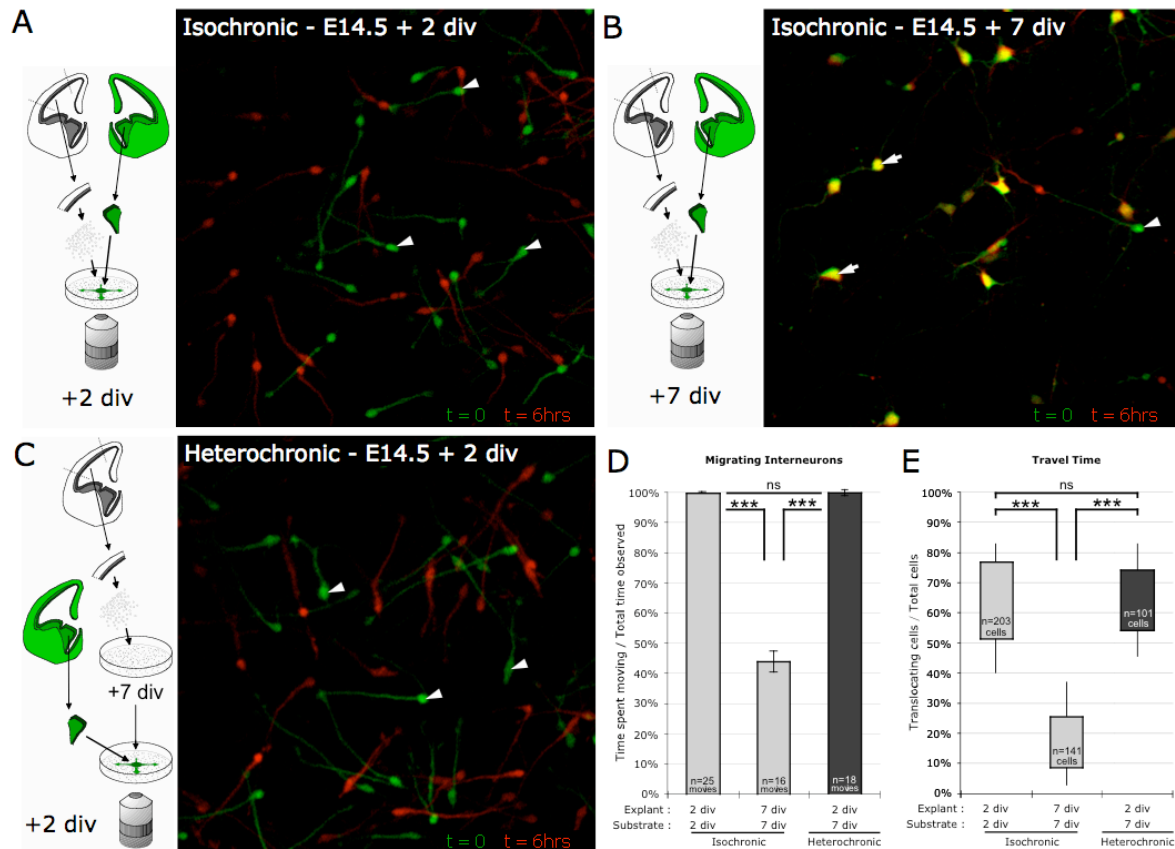 A
Isochronic - E14.5 + 2 div
+2 div
t = 0 t = 6hrs
B
Isochronic - E14.5 + 7 div
+7 div
t = 0 t = 6hrs
C
Heterochronic - E14.5 + 2 div
+7 div
+2 div
t = 0 t = 6hrs
D
Migrating Interneurons
Time spent moving / Total time observed
100%
90%
80%
70%
60%
50%
40%
30%
20%
10%
0%
ns
*** ***
n=25 moves
n=16 moves
n=18 moves
Explant : 2 div 7 div 2 div
Substrate : 2 div 7 div 7 div
Isochronic Heterochronic
E
Travel Time
Translocating cells / Total cells
100%
90%
80%
70%
60%
50%
40%
30%
20%
10%
0%
ns
*** ***
n=203 cells
n=141 cells
n=101 cells
2 div 7 div 2 div
2 div 7 div 7 div
Isochronic Heterochronic